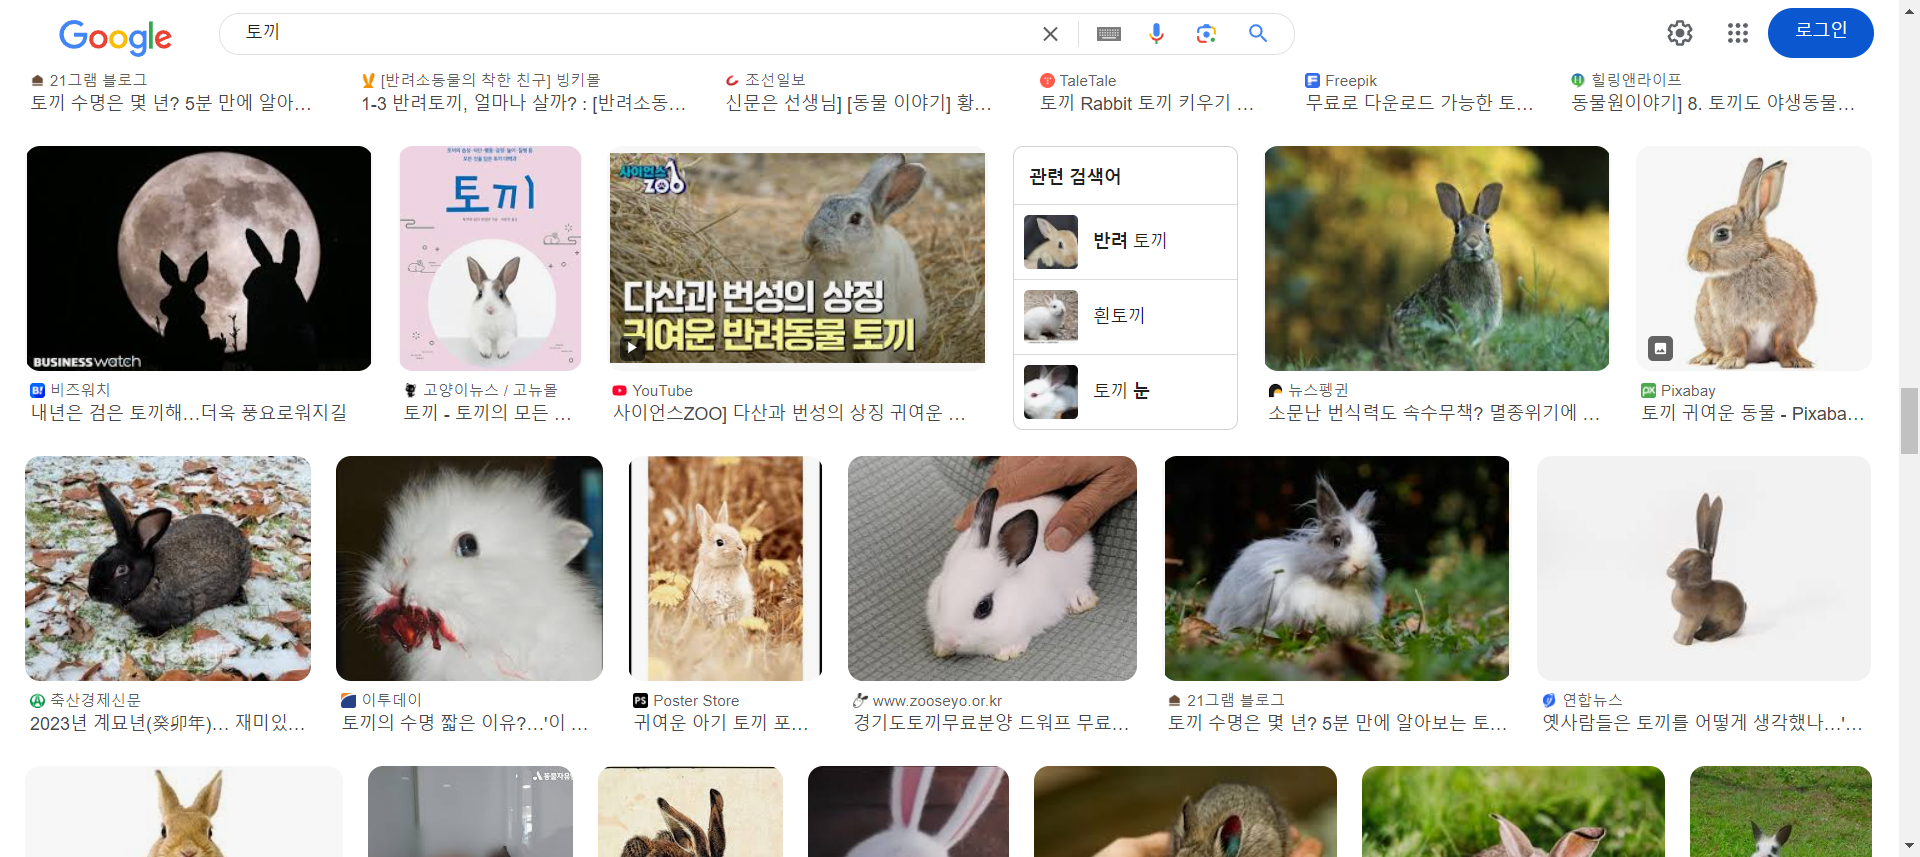 Google
토끼
로그인
21그램 블로그
토끼 수명은 몇 년? 5분 만에 알아...
[반려소동물의 착한 친구] 빙키몰
1-3 반려토끼, 얼마나 살까? : [반려소동...
조선일보
신문은 선생님] [동물 이야기] 황...
TaleTale
토끼 Rabbit 토끼 키우기 ...
Freepik
무료로 다운로드 가능한 토...
힐링앤라이프
동물원이야기] 8. 토끼도 야생동물...
BUSINESSwatch
비즈워치
내년은 검은 토끼해...더욱 풍요로워지길
토끼
고양이뉴스 / 고뉴몰
토끼 - 토끼의 모든 ...
사이언스
ZOO
다산과 번성의 상징
귀여운 반려동물 토끼
YouTube
사이언스ZOO] 다산과 번성의 상징 귀여운 ...
관련 검색어
반려 토끼
흰토끼
토끼 눈
뉴스펭귄
소문난 번식력도 속수무책? 멸종위기에 ...
Pixabay
토끼 귀여운 동물 - Pixaba...
축산경제신문
2023년 계묘년(癸卯年)... 재미있...
이투데이
토끼의 수명 짧은 이유?...'이 ...
PS Poster Store
귀여운 아기 토끼 포...
www.zooseyo.or.kr
경기도토끼무료분양 드워프 무료...
21그램 블로그
토끼 수명은 몇 년? 5분 만에 알아보는 토...
연합뉴스
옛사람들은 토끼를 어떻게 생각했나...'...